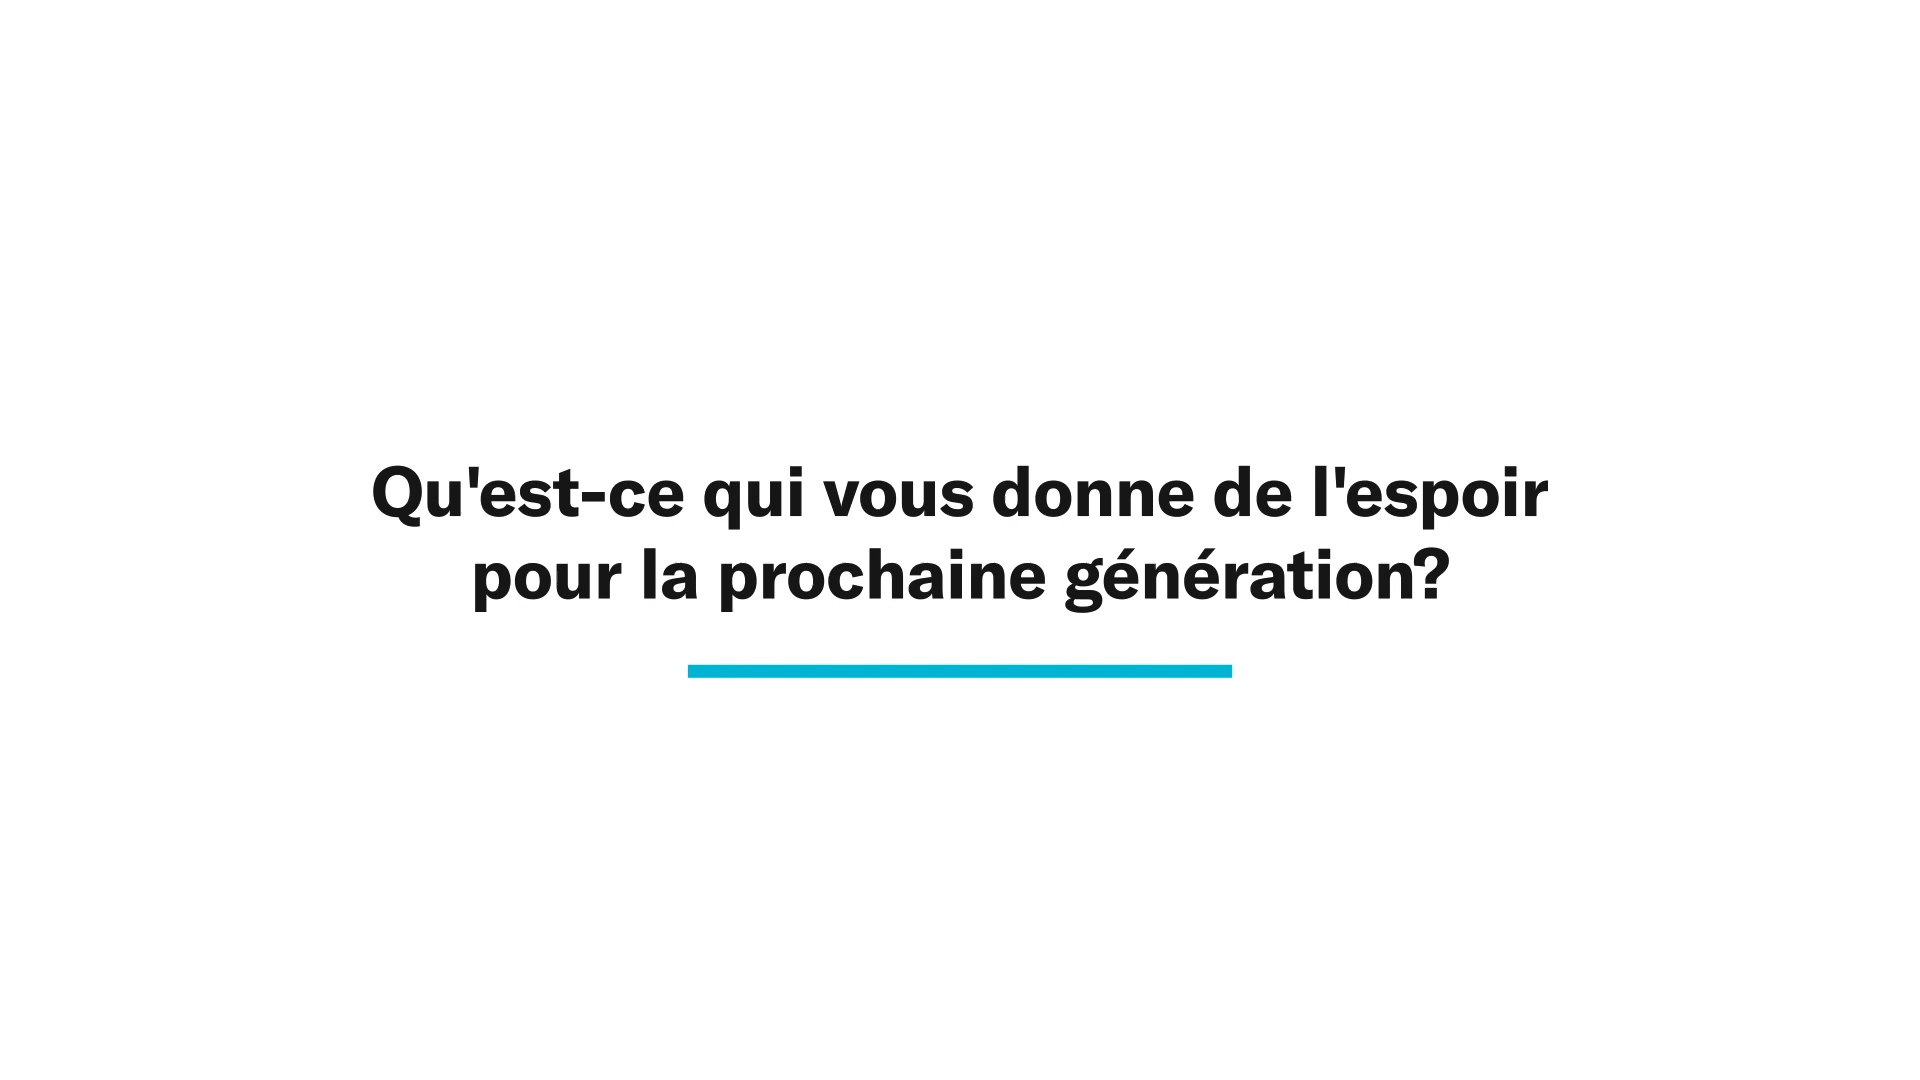 Qu'est-ce qui vous donne de l'espoir
pour la prochaine génération?